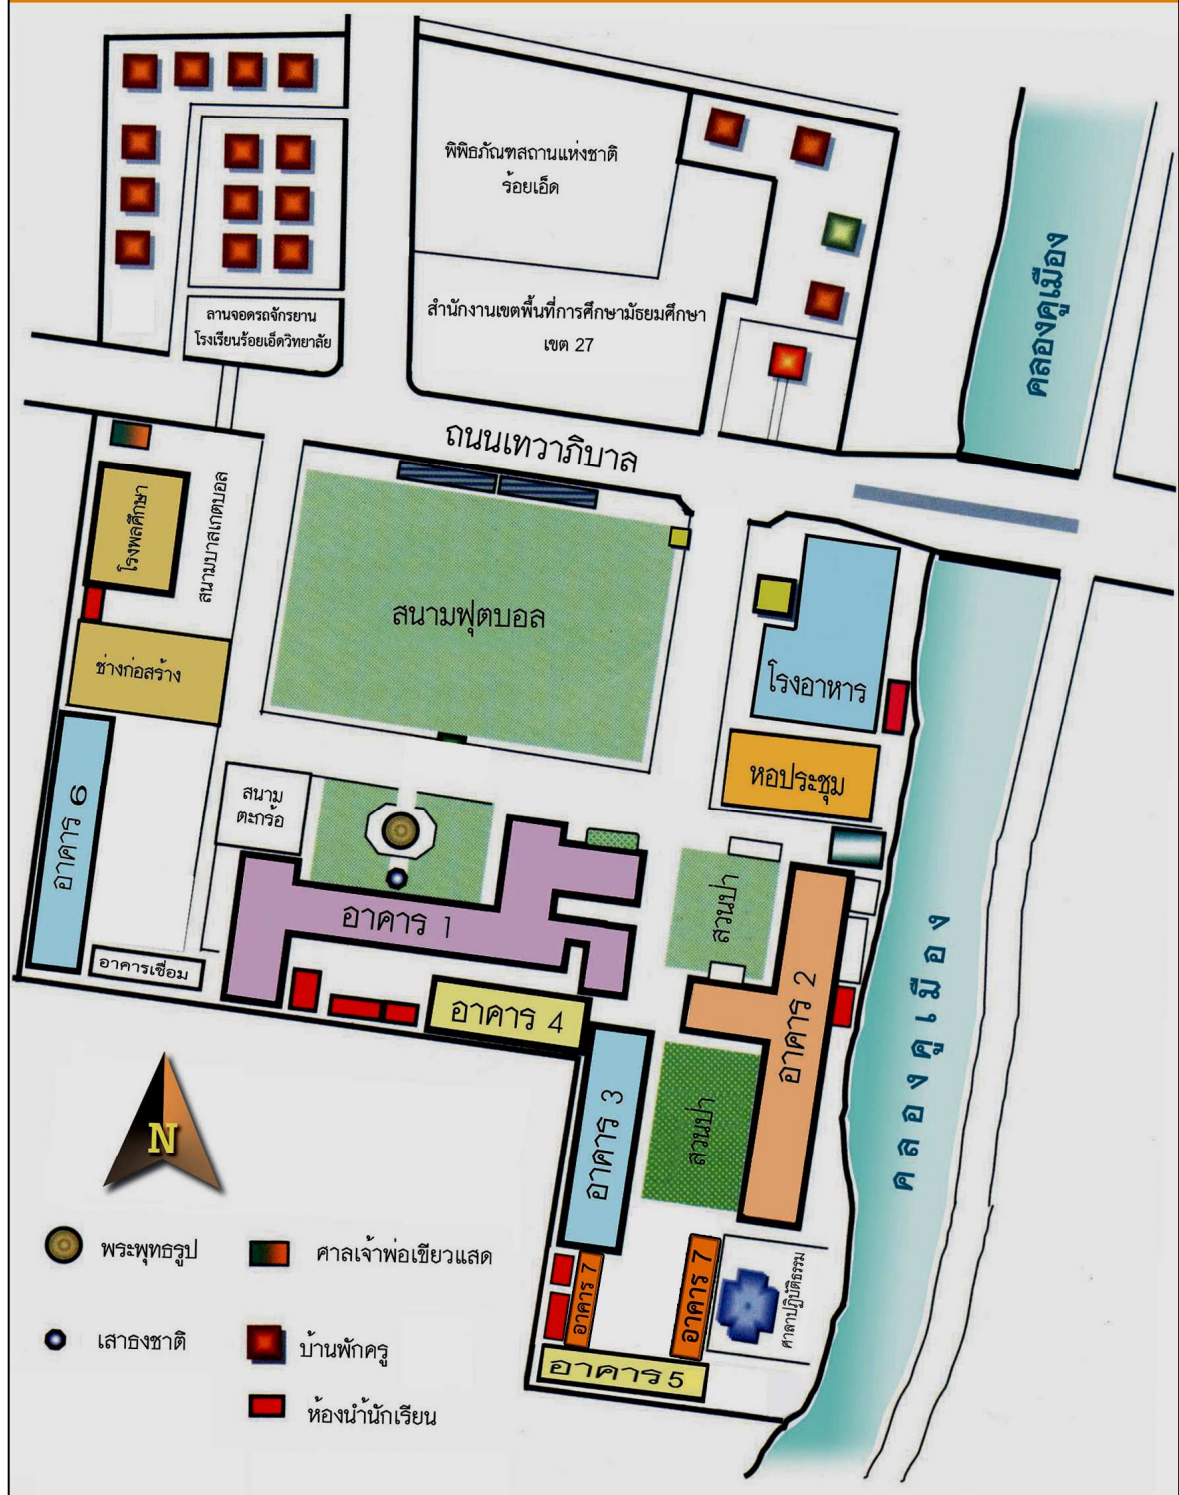 พิพิธภัณฑสถานแห่งชาติ
ร้อยเอ็ด
คลองคูเมือง
ลานจอดรถจักรยาน
โรงเรียนร้อยเอ็ดวิทยาลัย
สำนักงานเขตพื้นที่การศึกษามัธยมศึกษา
เขต 27
ถนนเทวาภิบาล
โรงพลศึกษา
สนามบาสเกตบอล
สนามฟุตบอล
ช่างก่อสร้าง
โรงอาหาร
หอประชุม
สนาม
ตะกร้อ
อาคาร 6
อาคาร 1
สวนป่า
อาคารเชื่อม
อาคาร 4
อาคาร 2
คลองคูเมือง
อาคาร 3
สวนป่า
N
พระพุทธรูป
ศาลเจ้าพ่อเขียวแสด
อาคาร 7
อาคาร 7
ศาลาปฏิบัติธรรม
เสาธงชาติ
บ้านพักครู
อาคาร 5
ห้องน้ำนักเรียน